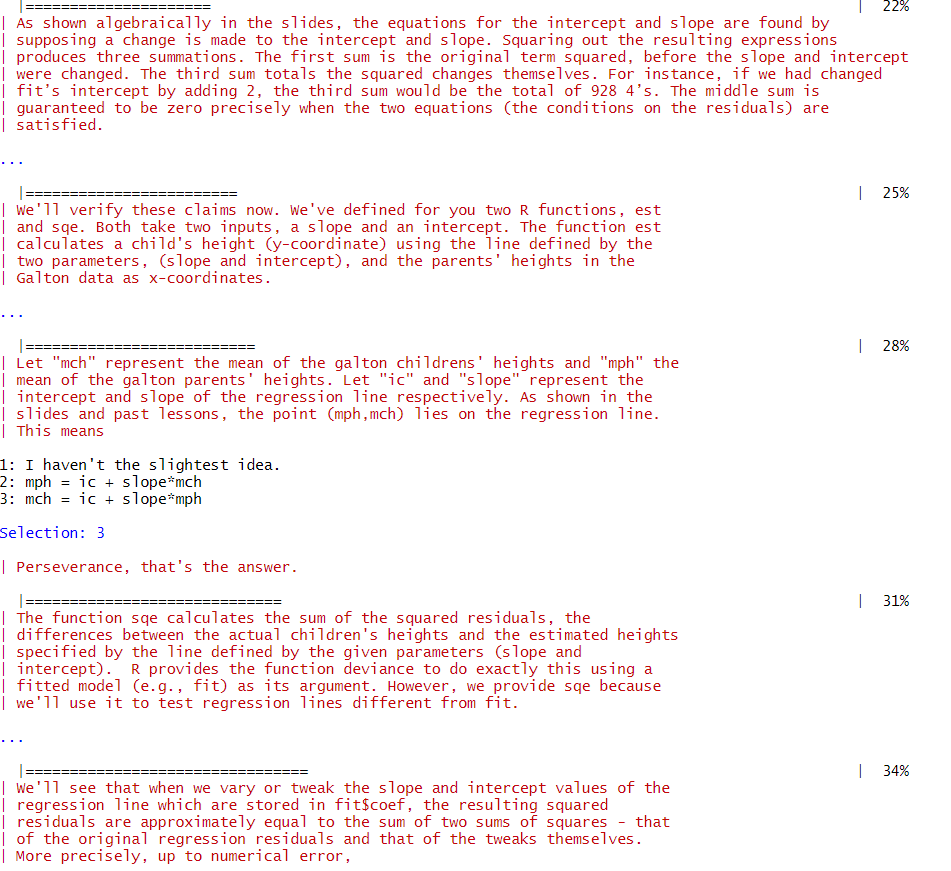 |=====================                                                                          |  22%
| As shown algebraically in the slides, the equations for the intercept and slope are found by
| supposing a change is made to the intercept and slope. Squaring out the resulting expressions
| produces three summations. The first sum is the original term squared, before the slope and intercept
| were changed. The third sum totals the squared changes themselves. For instance, if we had changed
| fit’s intercept by adding 2, the third sum would be the total of 928 4’s. The middle sum is
| guaranteed to be zero precisely when the two equations (the conditions on the residuals) are
| satisfied.
...
  |========================                                                                       |  25%
| We'll verify these claims now. We've defined for you two R functions, est
| and sqe. Both take two inputs, a slope and an intercept. The function est
| calculates a child's height (y-coordinate) using the line defined by the
| two parameters, (slope and intercept), and the parents' heights in the
| Galton data as x-coordinates.
...
  |==========================                                                                     |  28%
| Let "mch" represent the mean of the galton childrens' heights and "mph" the
| mean of the galton parents' heights. Let "ic" and "slope" represent the
| intercept and slope of the regression line respectively. As shown in the
| slides and past lessons, the point (mph,mch) lies on the regression line.
| This means
1: I haven't the slightest idea.
2: mph = ic + slope*mch
3: mch = ic + slope*mph
Selection: 3
| Perseverance, that's the answer.
  |=============================                                                                  |  31%
| The function sqe calculates the sum of the squared residuals, the
| differences between the actual children's heights and the estimated heights
| specified by the line defined by the given parameters (slope and
| intercept).  R provides the function deviance to do exactly this using a
| fitted model (e.g., fit) as its argument. However, we provide sqe because
| we'll use it to test regression lines different from fit.
...
  |================================                                                               |  34%
| We'll see that when we vary or tweak the slope and intercept values of the
| regression line which are stored in fit$coef, the resulting squared
| residuals are approximately equal to the sum of two sums of squares - that
| of the original regression residuals and that of the tweaks themselves.
| More precisely, up to numerical error,